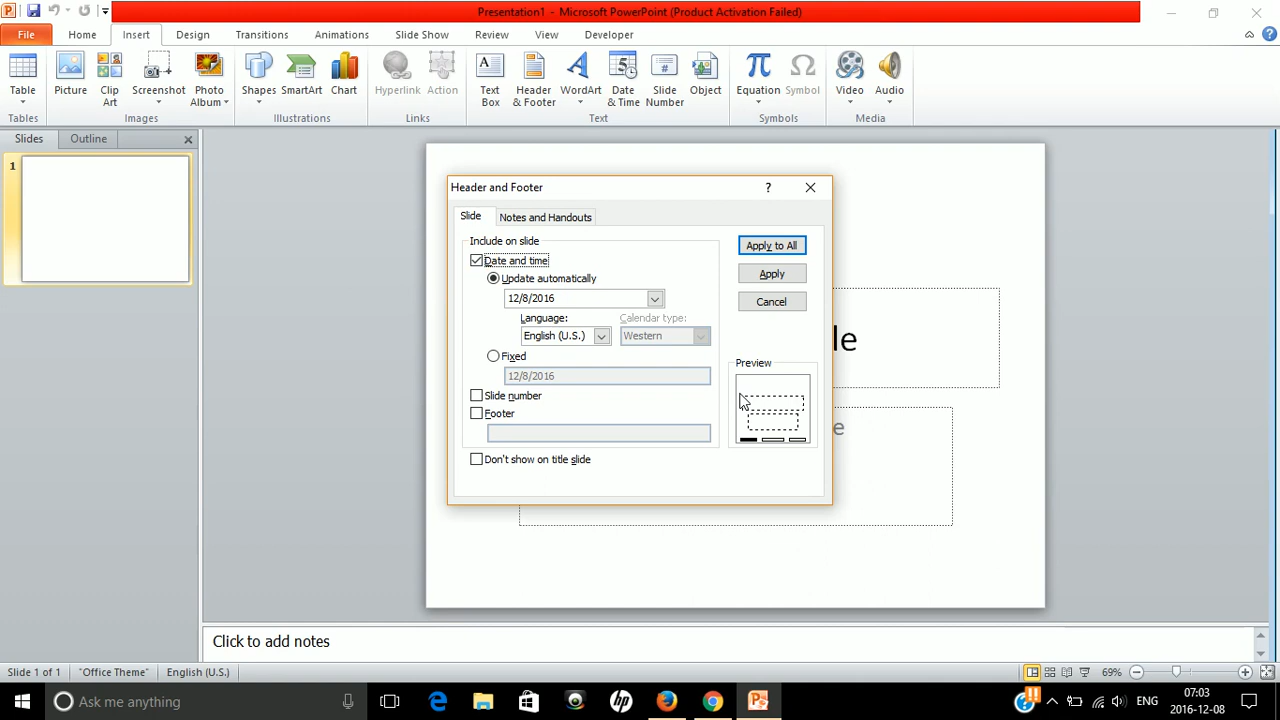 Presentation1 - Microsoft PowerPoint (Product Activation Failed)
File Home Insert Design Transitions Animations Slide Show Review View Developer
Table Picture Clip Art Screenshot Photo Album Shapes SmartArt Chart Hyperlink Action Text Box Header & Footer WordArt Date & Time Slide Number Object Equation Symbol Video Audio
Tables Images Illustrations Links Text Symbols Media
Slides Outline
1
Header and Footer
Slide Notes and Handouts
Include on slide
Apply to All
Date and time
Apply
Update automatically
12/8/2016
Cancel
Language: Calendar type:
English (U.S.) Western
Fixed
Preview
12/8/2016
Slide number
Footer
Don't show on title slide
le
e
Click to add notes
Slide 1 of 1 "Office Theme" English (U.S.) 69%
Ask me anything
ENG
07:03
2016-12-08